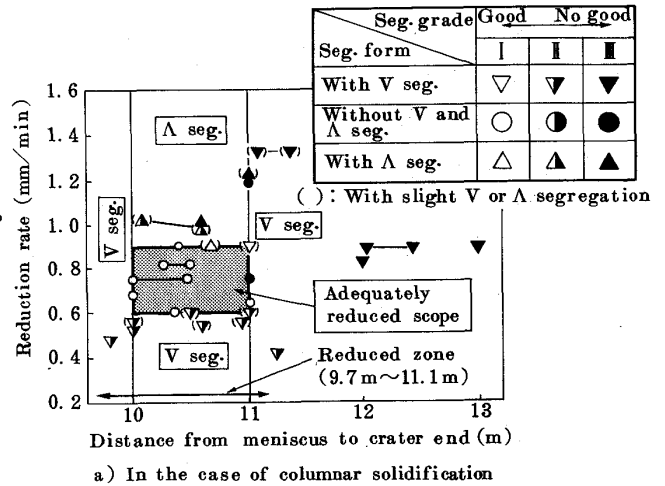 Seg. grade
Good No good
Seg. form
I II III
With V seg.
Without V and
Λ seg.
With Λ seg.
( ): With slight V or Λ segregation
Reduction rate (mm/min)
1.6
1.4
1.2
1.0
0.8
0.6
0.4
0.2
Λ seg.
V seg.
V seg.
V seg.
Adequately
reduced scope
Reduced zone
(9.7m~11.1m)
10 11 12 13
Distance from meniscus to crater end (m)
a) In the case of columnar solidification